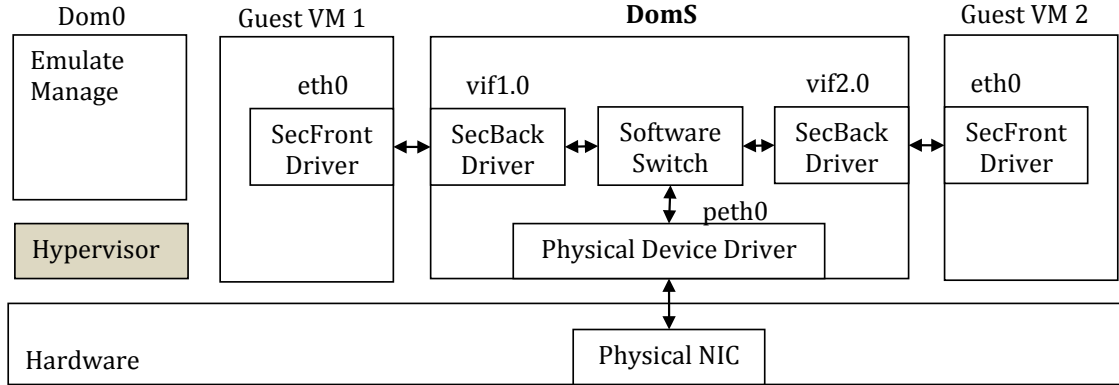 Dom0
Guest VM 1
DomS
Guest VM 2
Emulate
Manage
eth0
vif1.0
vif2.0
eth0
SecFront
Driver
SecBack
Driver
Software
Switch
SecBack
Driver
SecFront
Driver
peth0
Hypervisor
Physical Device Driver
Hardware
Physical NIC